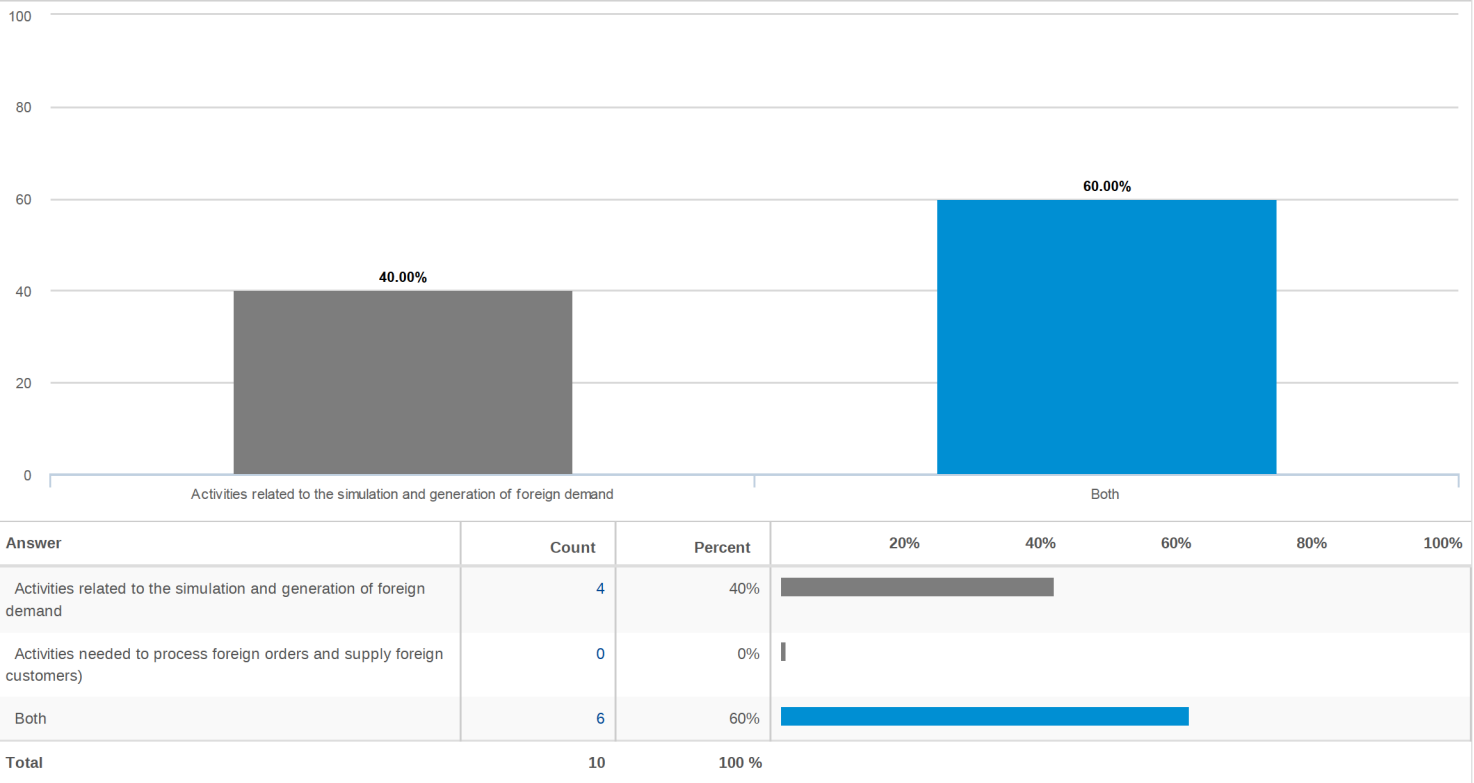 100
80
60
40
20
0
40.00%
60.00%
Activities related to the simulation and generation of foreign demand
Both
Answer Count Percent 20% 40% 60% 80% 100%
Activities related to the simulation and generation of foreign
demand
4 40%
Activities needed to process foreign orders and supply foreign
customers)
0 0%
Both 6 60%
Total 10 100 %